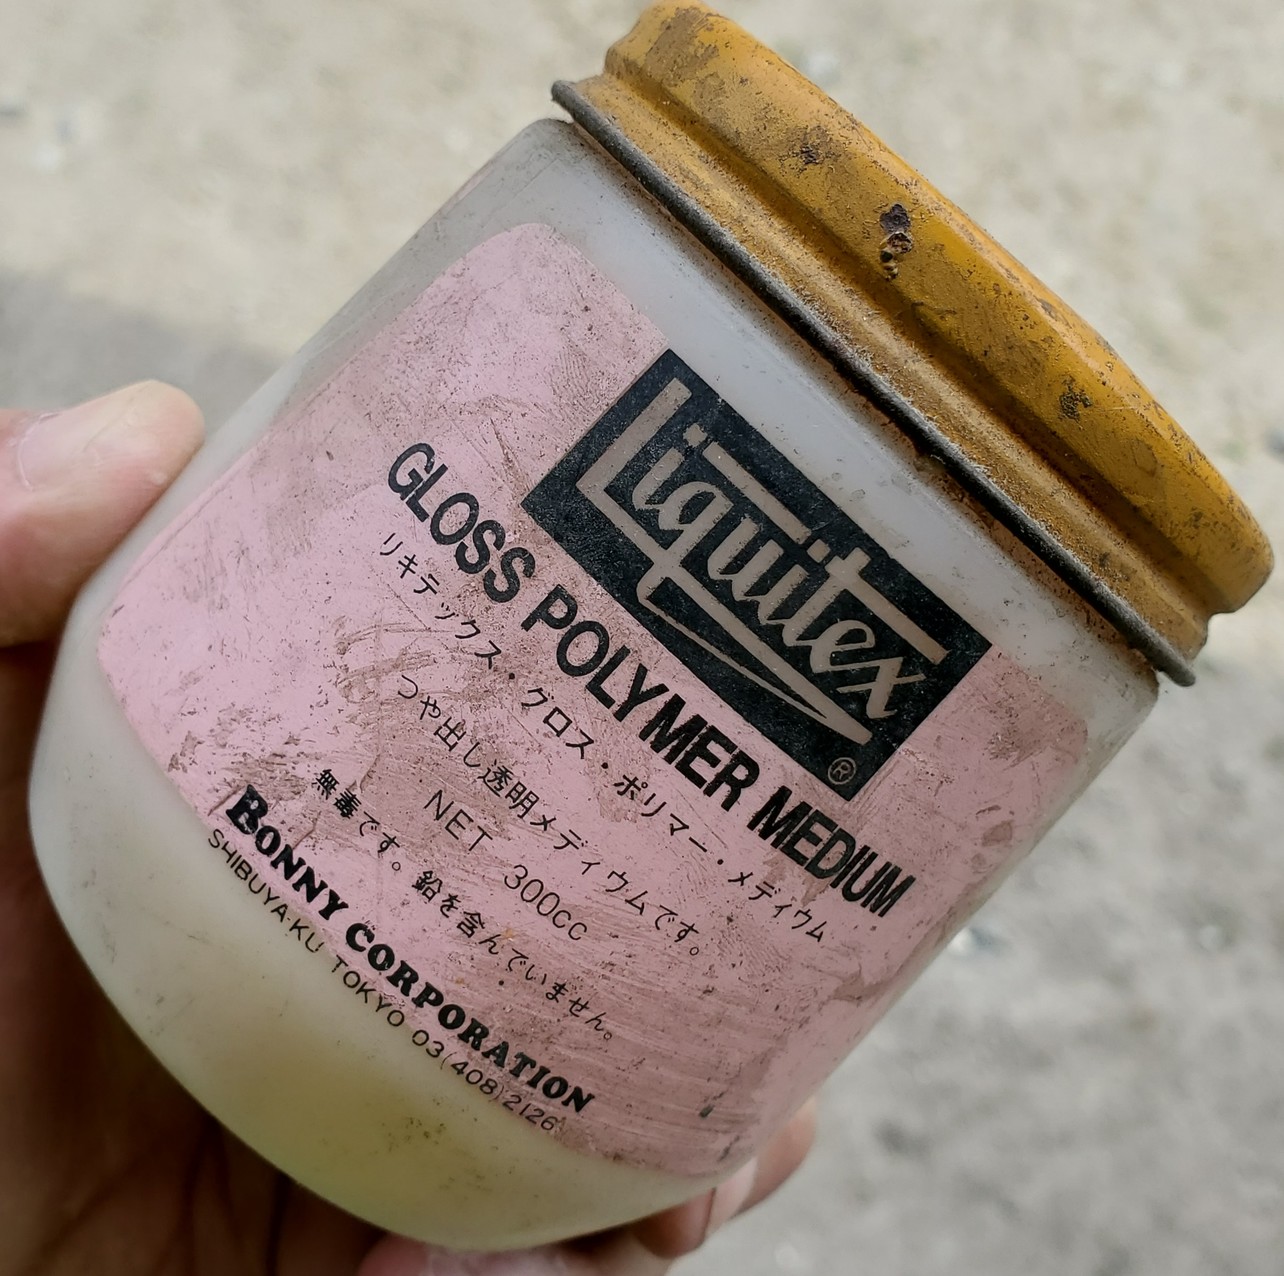 Liquitex
®
GLOSS POLYMER MEDIUM
リキテックス・グロス・ポリマー・メディウム
つや出し透明メディウムです。
NET 300CC
無毒です。鉛を含んでいません。
BONNY CORPORATION
SHIBUYA-KU TOKYO 03(408)2126